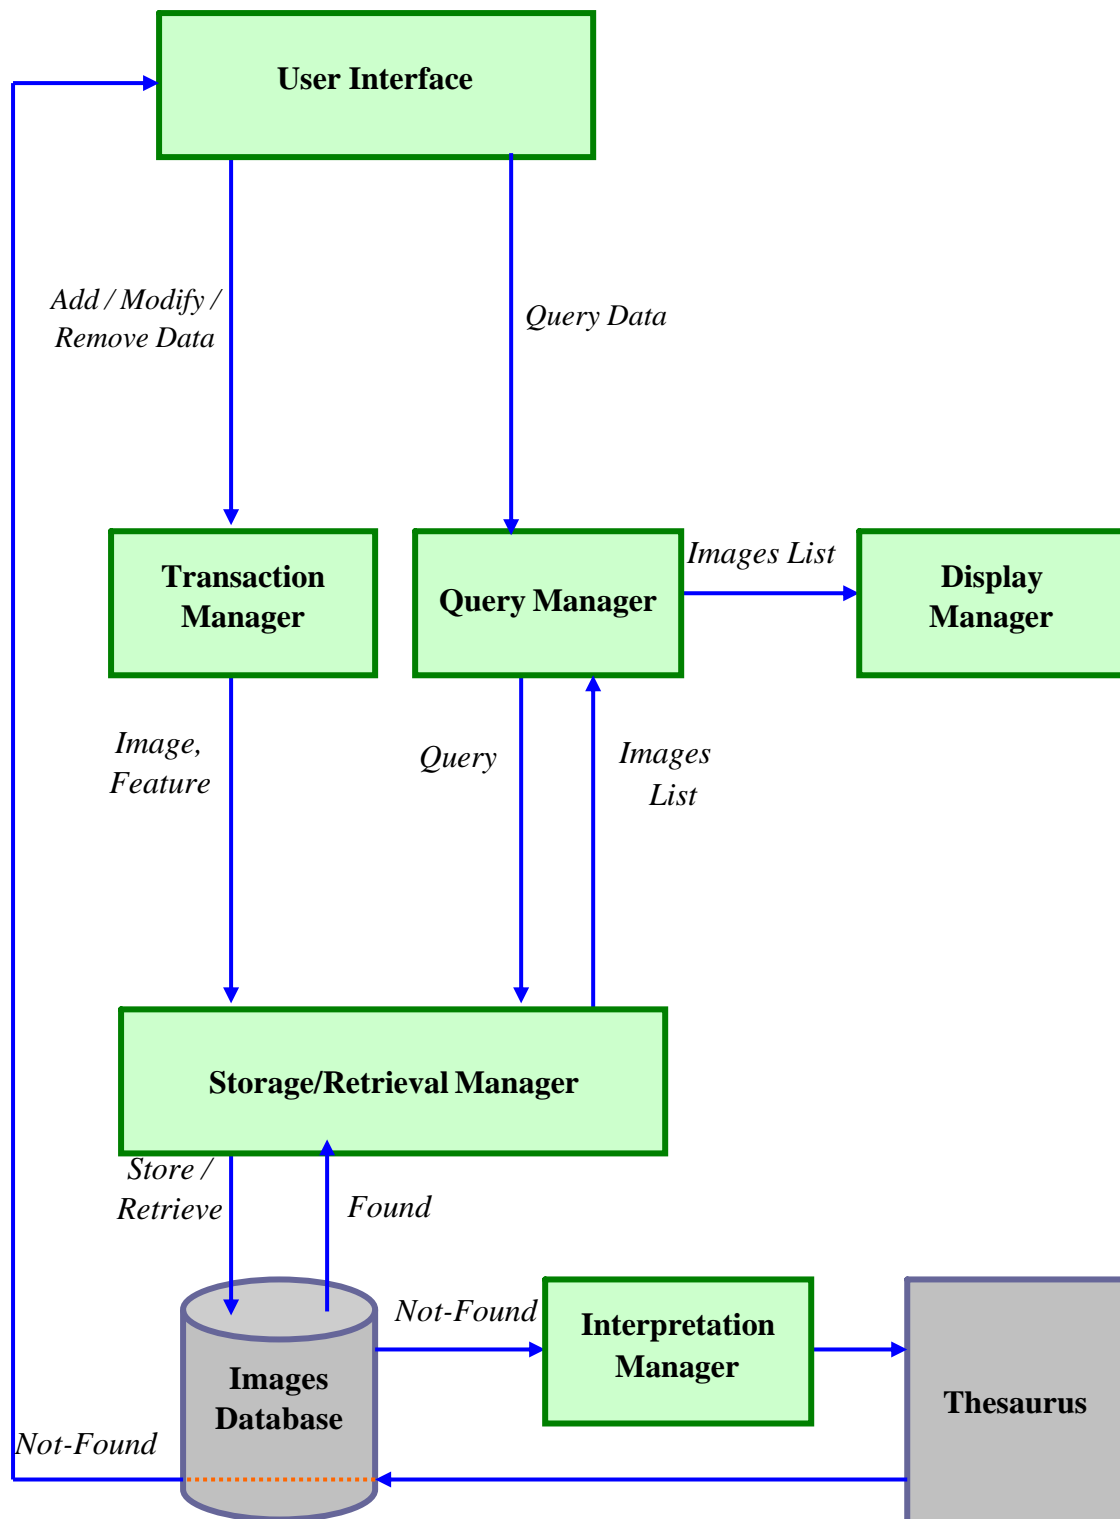 User Interface
Add / Modify /
Remove Data
Query Data
Transaction
Manager
Query Manager
Images List
Display
Manager
Image,
Feature
Query
Images
List
Storage/Retrieval Manager
Store /
Retrieve
Found
Not-Found
Interpretation
Manager
Images
Database
Thesaurus
Not-Found